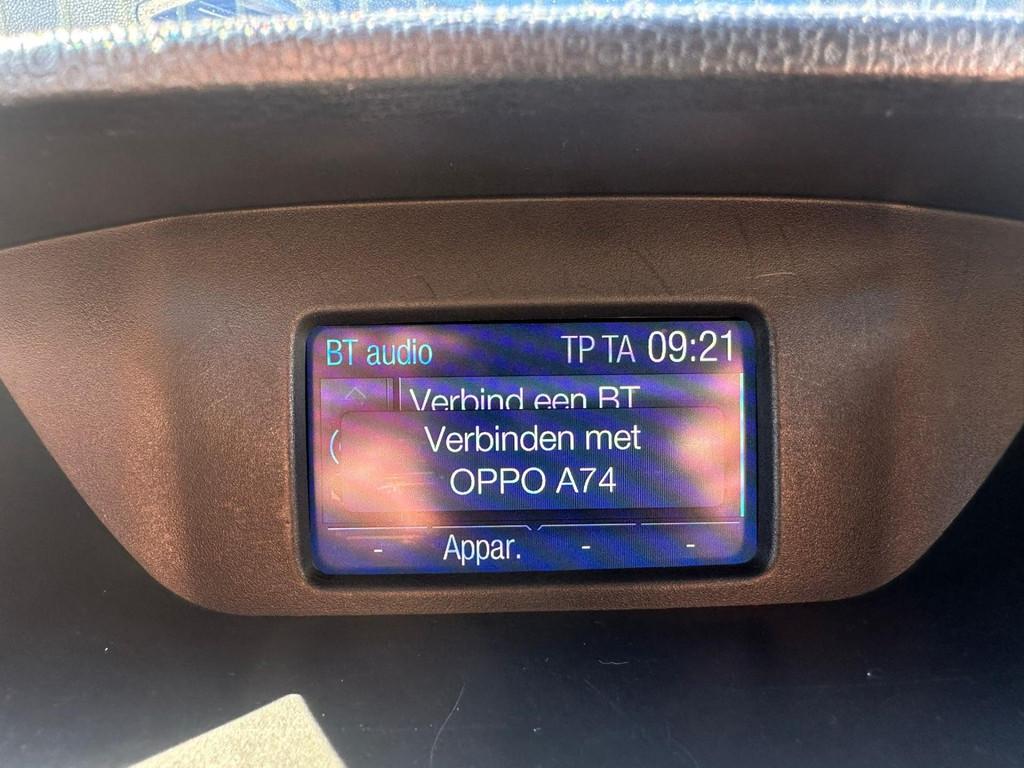 BT audio TP TA 09:21
Verbind een BT
Verbinden met
OPPO A74
- Appar. - -